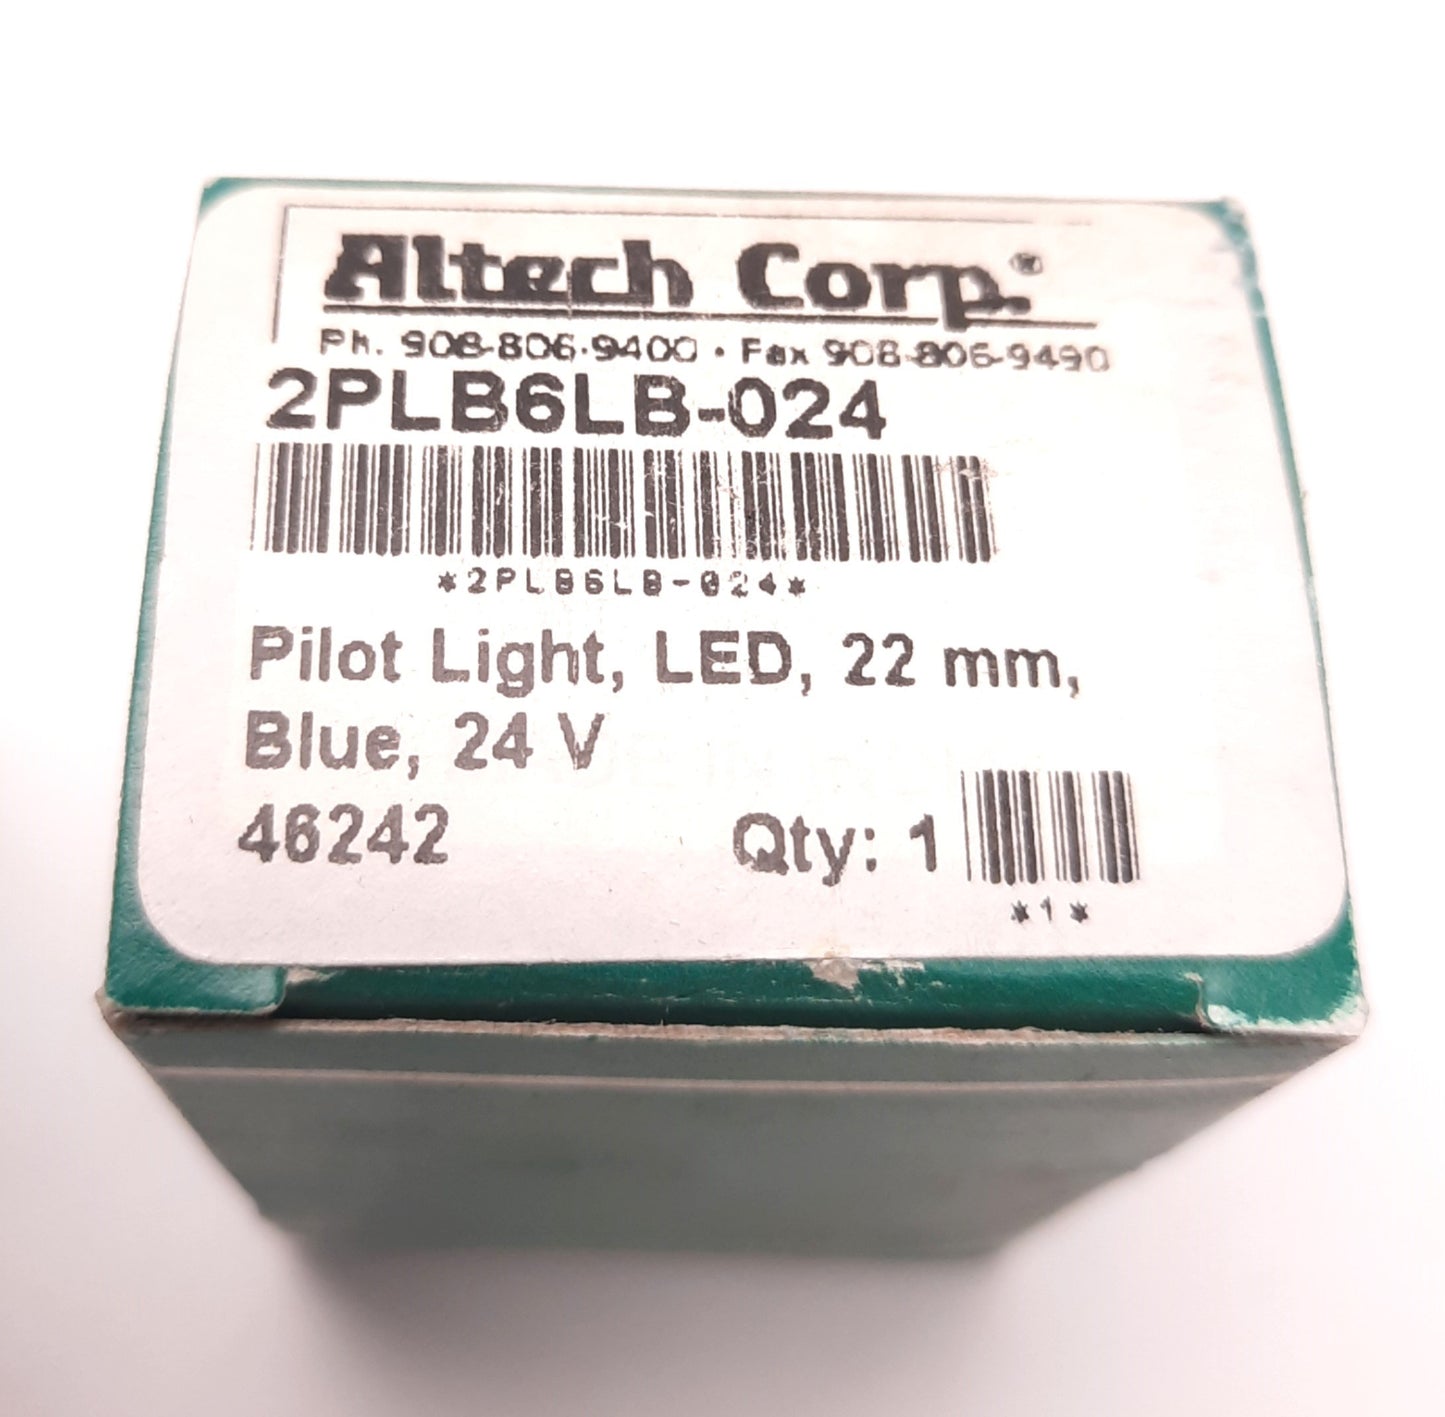 Altech Corp.®
Ph. 908-806-9400 • Fax 908-806-9490
2PLB6LB-024
*2PLB6LB-024*
Pilot Light, LED, 22 mm,
Blue, 24 V
46242 Qty: 1
*1*